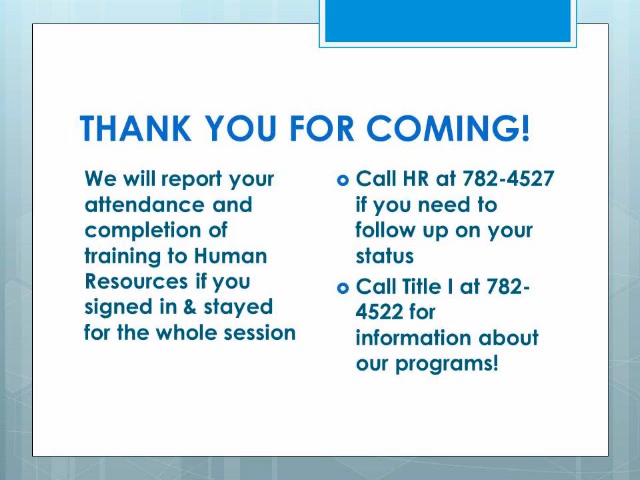 THANK YOU FOR COMING!
We will report your
attendance and
completion of
training to Human
Resources if you
signed in & stayed
for the whole session
Call HR at 782-4527
if you need to
follow up on your
status
Call Title I at 782-
4522 for
information about
our programs!